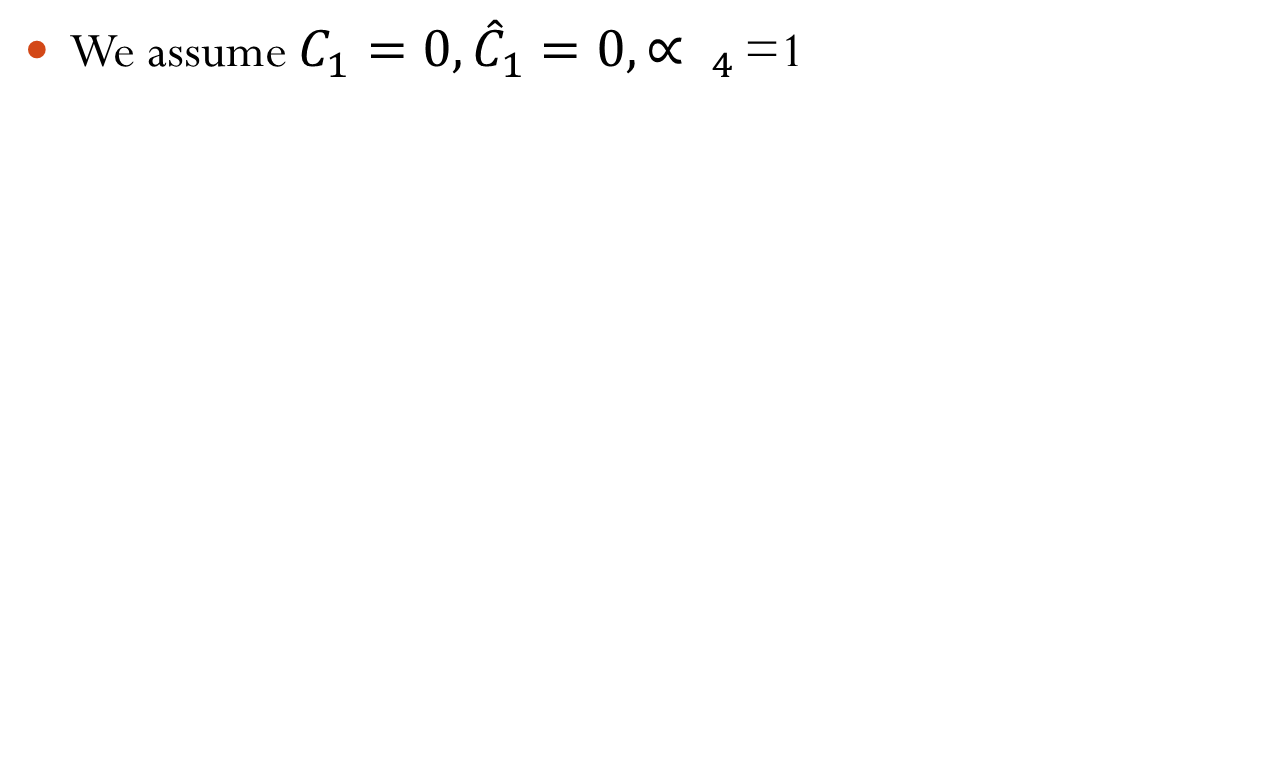 • We assume C₁ = 0, Ĉ₁ = 0, ∝ ₄ =1